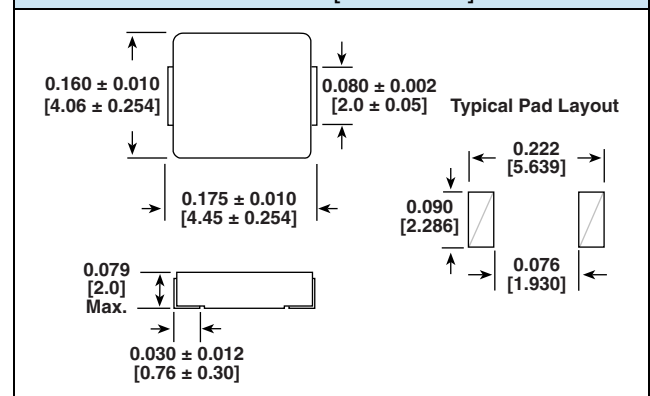 0.160 ± 0.010
[4.06 ± 0.254]
0.080 ± 0.002
[2.0 ± 0.05]
Typical Pad Layout
0.222
[5.639]
0.175 ± 0.010
[4.45 ± 0.254]
0.090
[2.286]
0.079
[2.0]
Max.
0.076
[1.930]
0.030 ± 0.012
[0.76 ± 0.30]